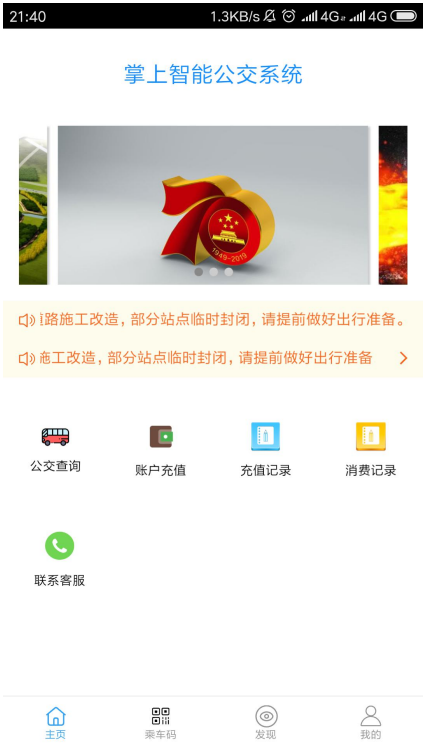 21:40 1.3KB/s 4G 4G
掌上智能公交系统
70
1949-2019
路施工改造，部分站点临时封闭，请提前做好出行准备。
施工改造，部分站点临时封闭，请提前做好出行准备
公交查询 账户充值 充值记录 消费记录
联系客服
主页 乘车码 发现 我的